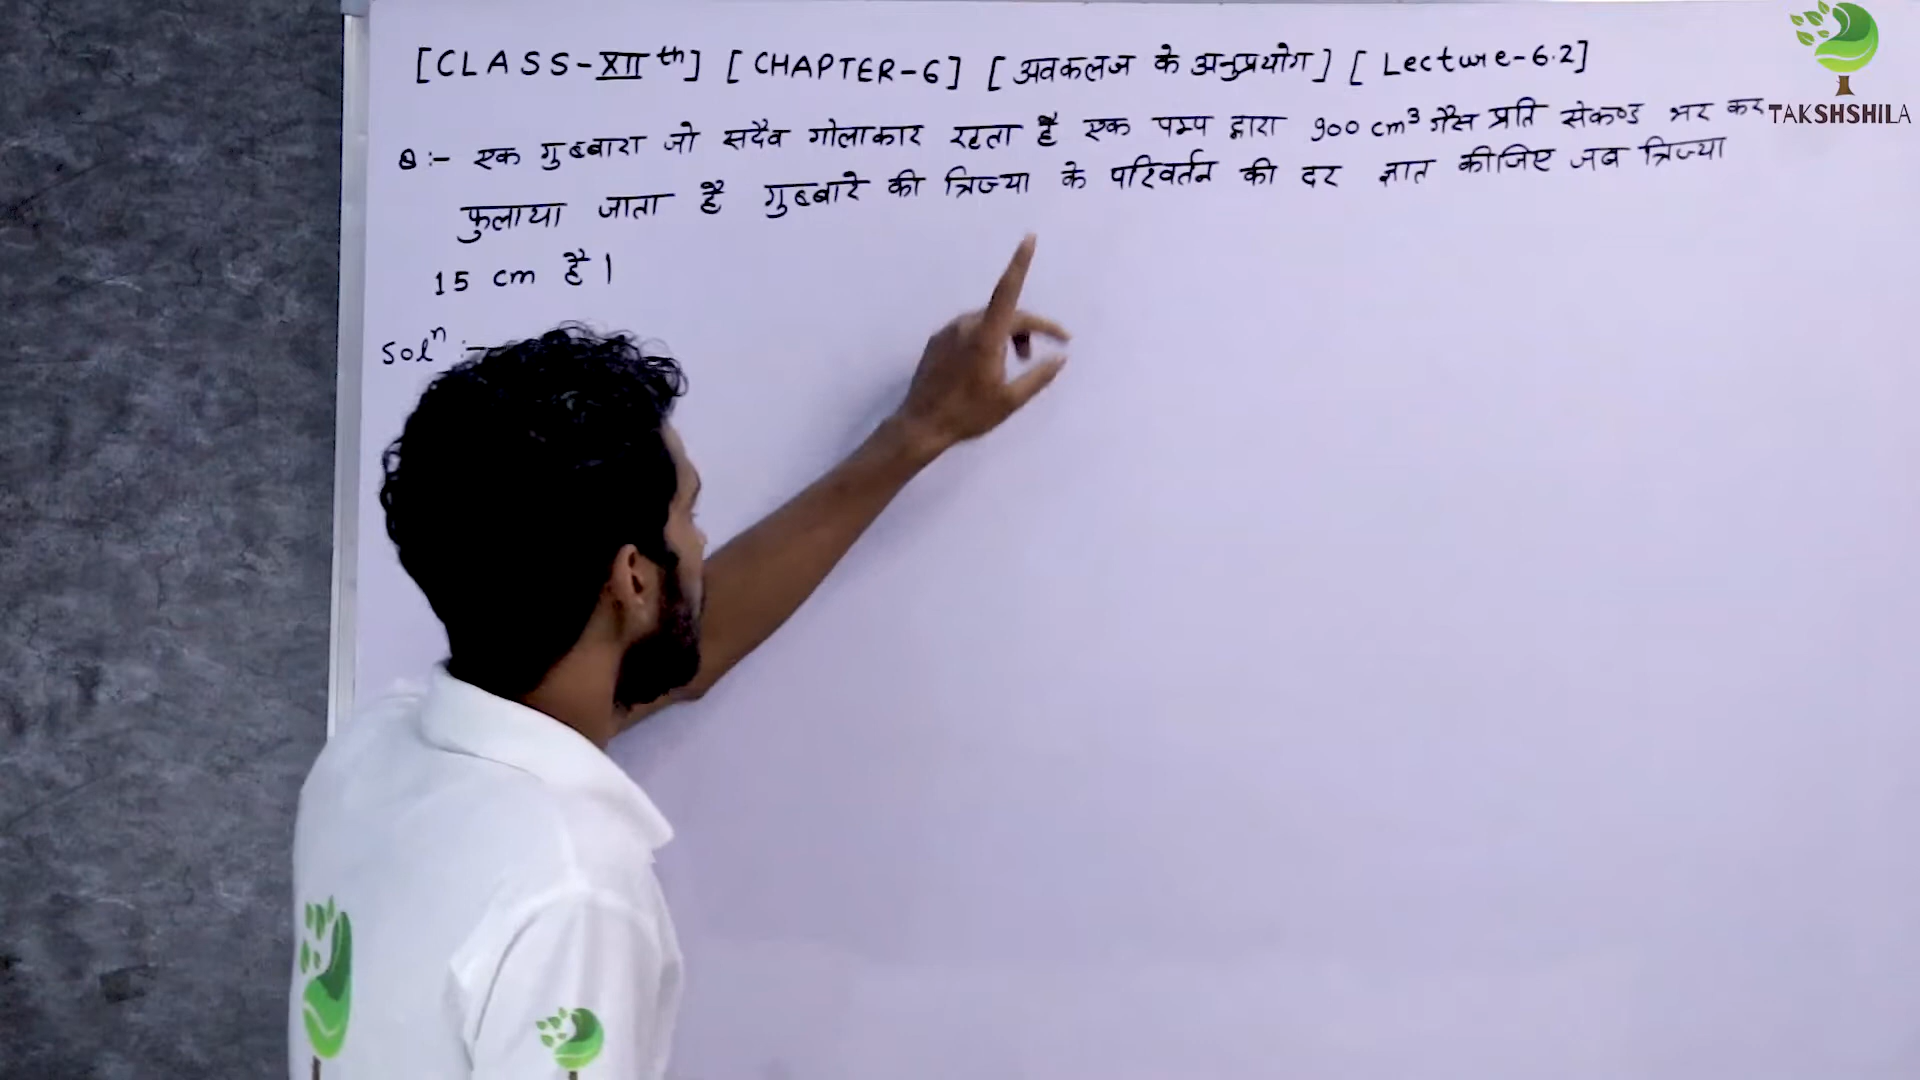 [CLASS-XIIth] [CHAPTER-6] [अवकलज के अनुप्रयोग] [Lecture-6.2]
TAKSHSHILA
Q:- एक गुब्बारा जो सदैव गोलाकार रहता है एक पम्प द्वारा 900 cm³ गैस प्रति सेकण्ड भर कर
फुलाया जाता है गुब्बारे की त्रिज्या के परिवर्तन की दर ज्ञात कीजिए जब त्रिज्या
15 cm है।
Solⁿ :-